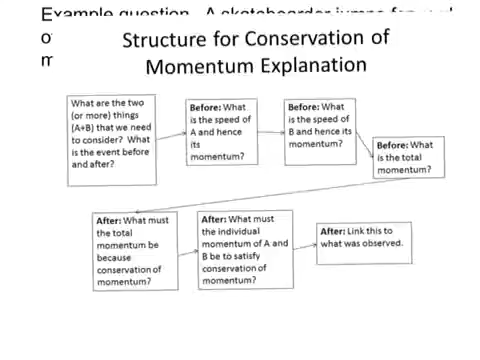 Example question A skateboarder jumps
o
Structure for Conservation of
m
Momentum Explanation
What are the two
(or more) things
(A+B) that we need
to consider? What
is the event before
and after?
Before: What
is the speed of
A and hence
its
momentum?
Before: What
is the speed of
B and hence its
momentum?
Before: What
is the total
momentum?
After: What must
the total
momentum be
because
conservation of
momentum?
After: What must
the individual
momentum of A and
B be to satisfy
conservation of
momentum?
After: Link this to
what was observed.